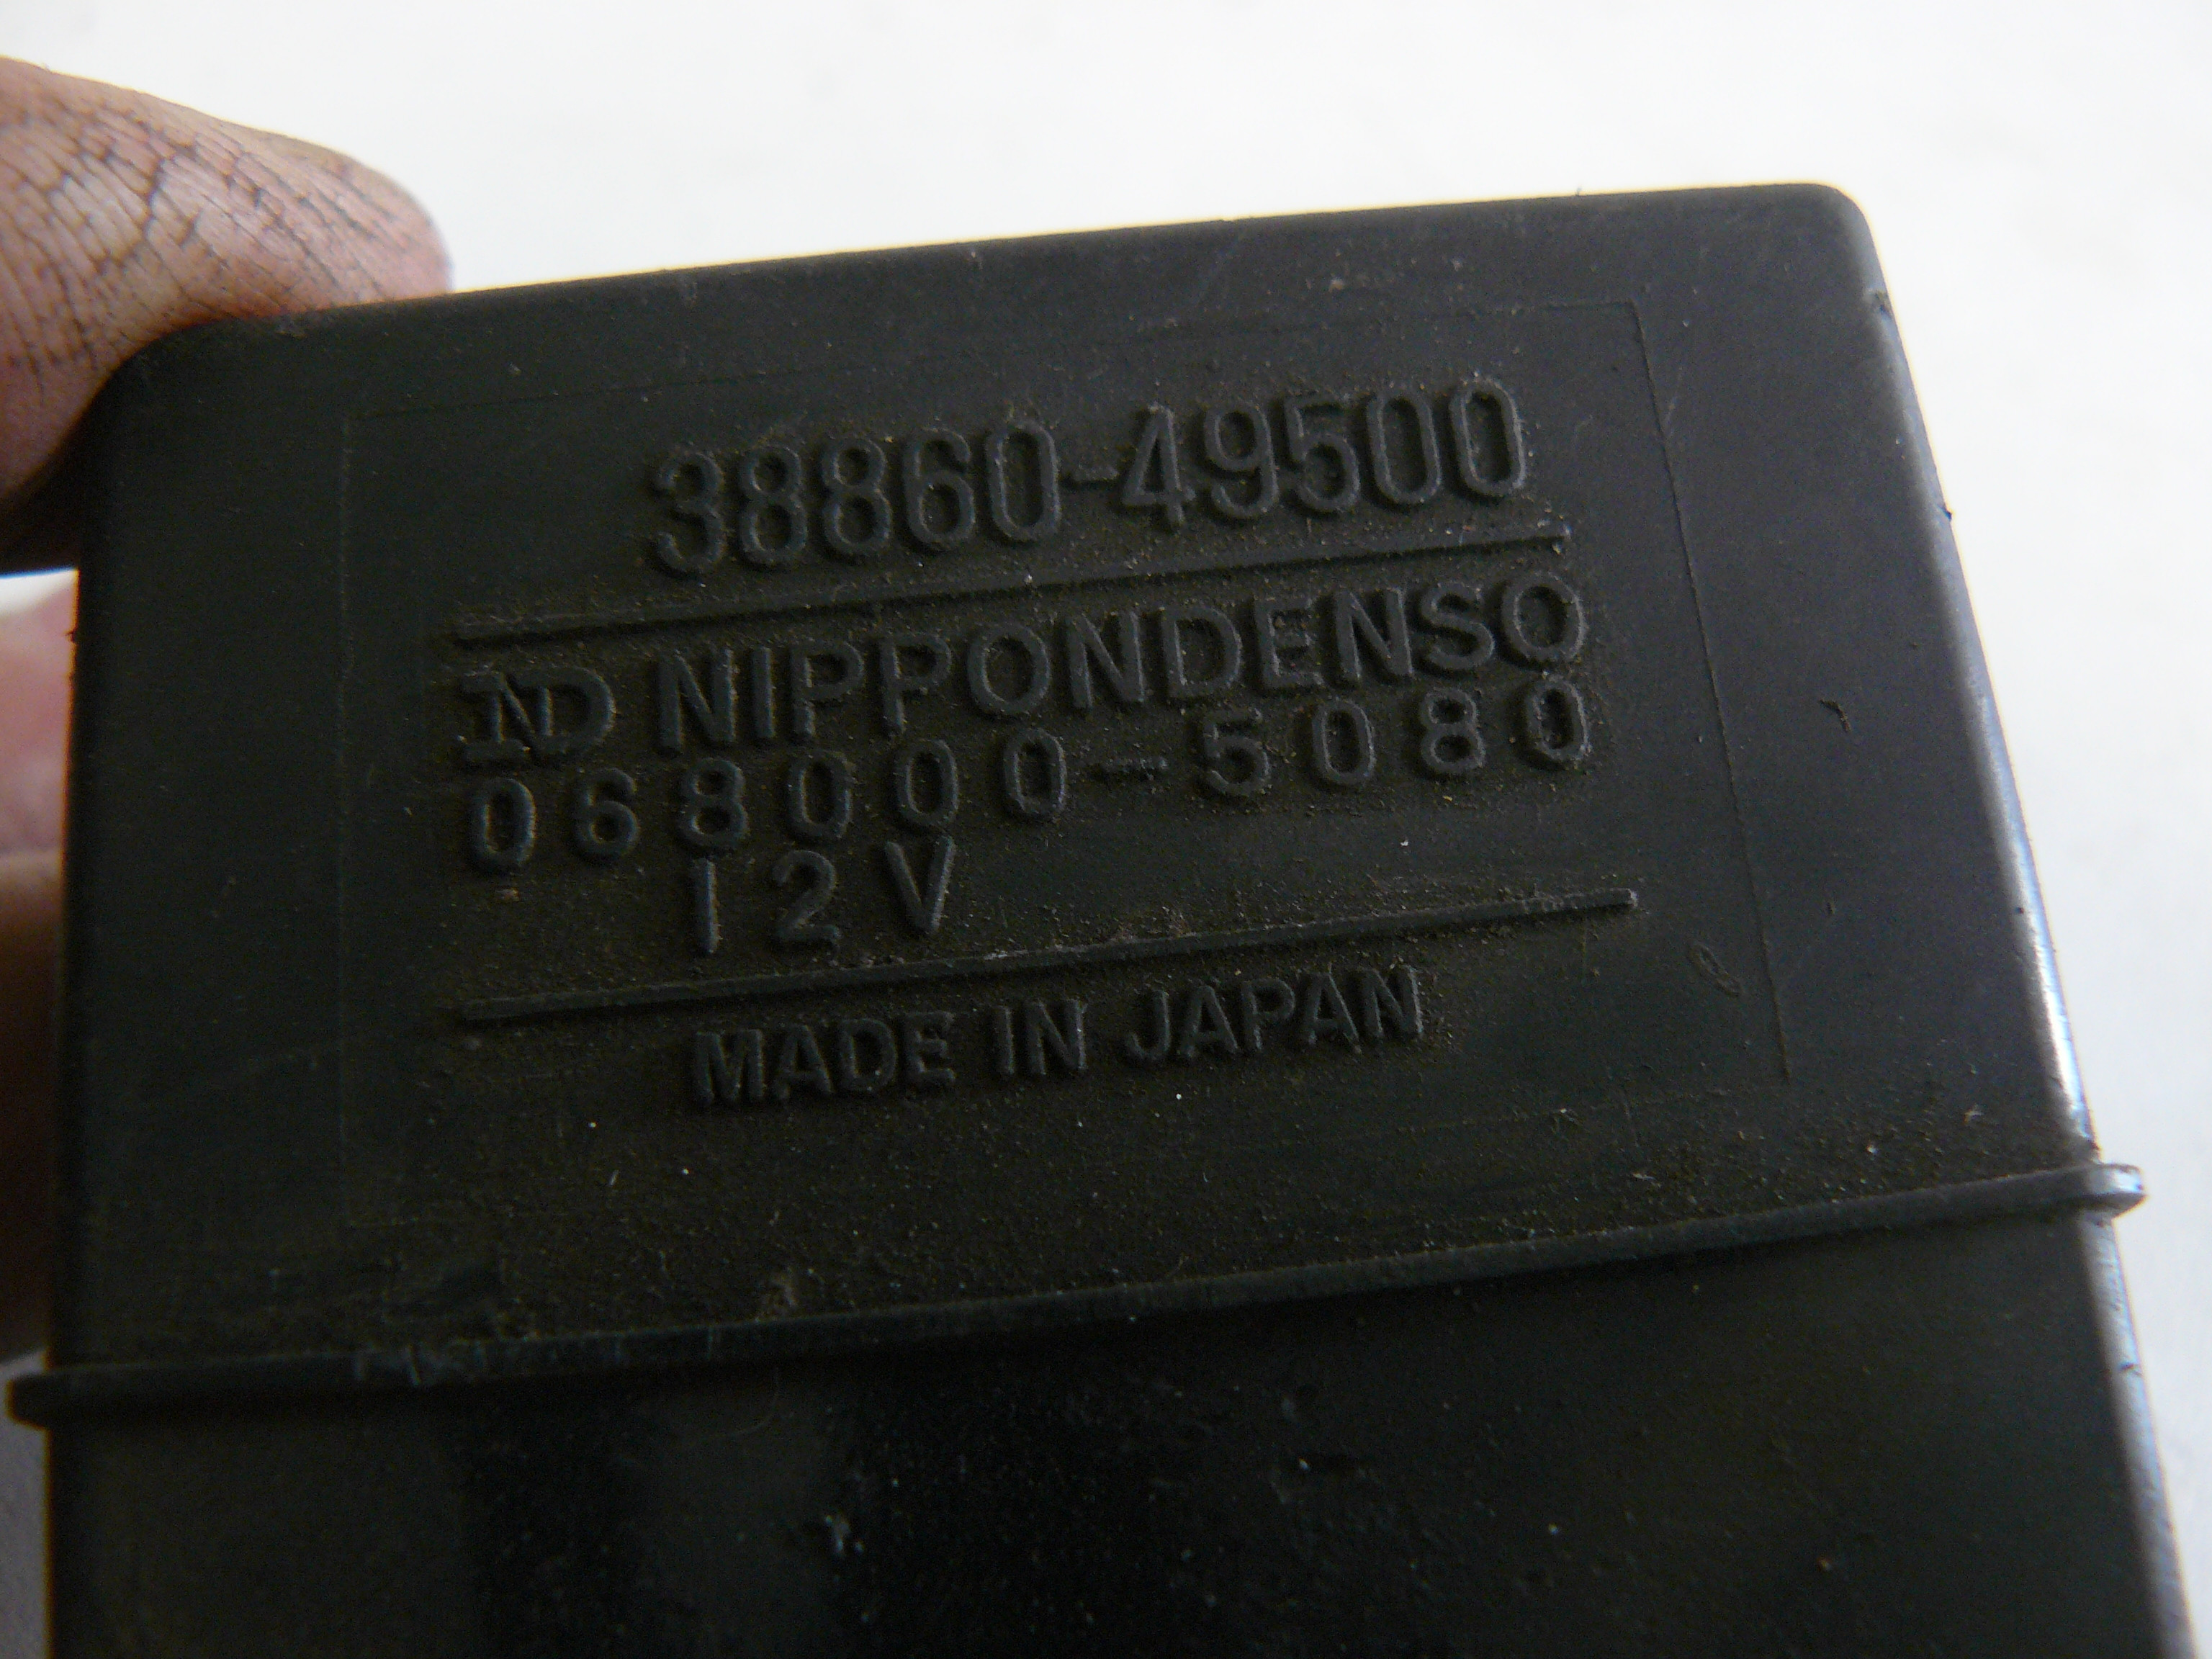 38860-49500
ND NIPPONDENSO
068000-5080
12V
MADE IN JAPAN